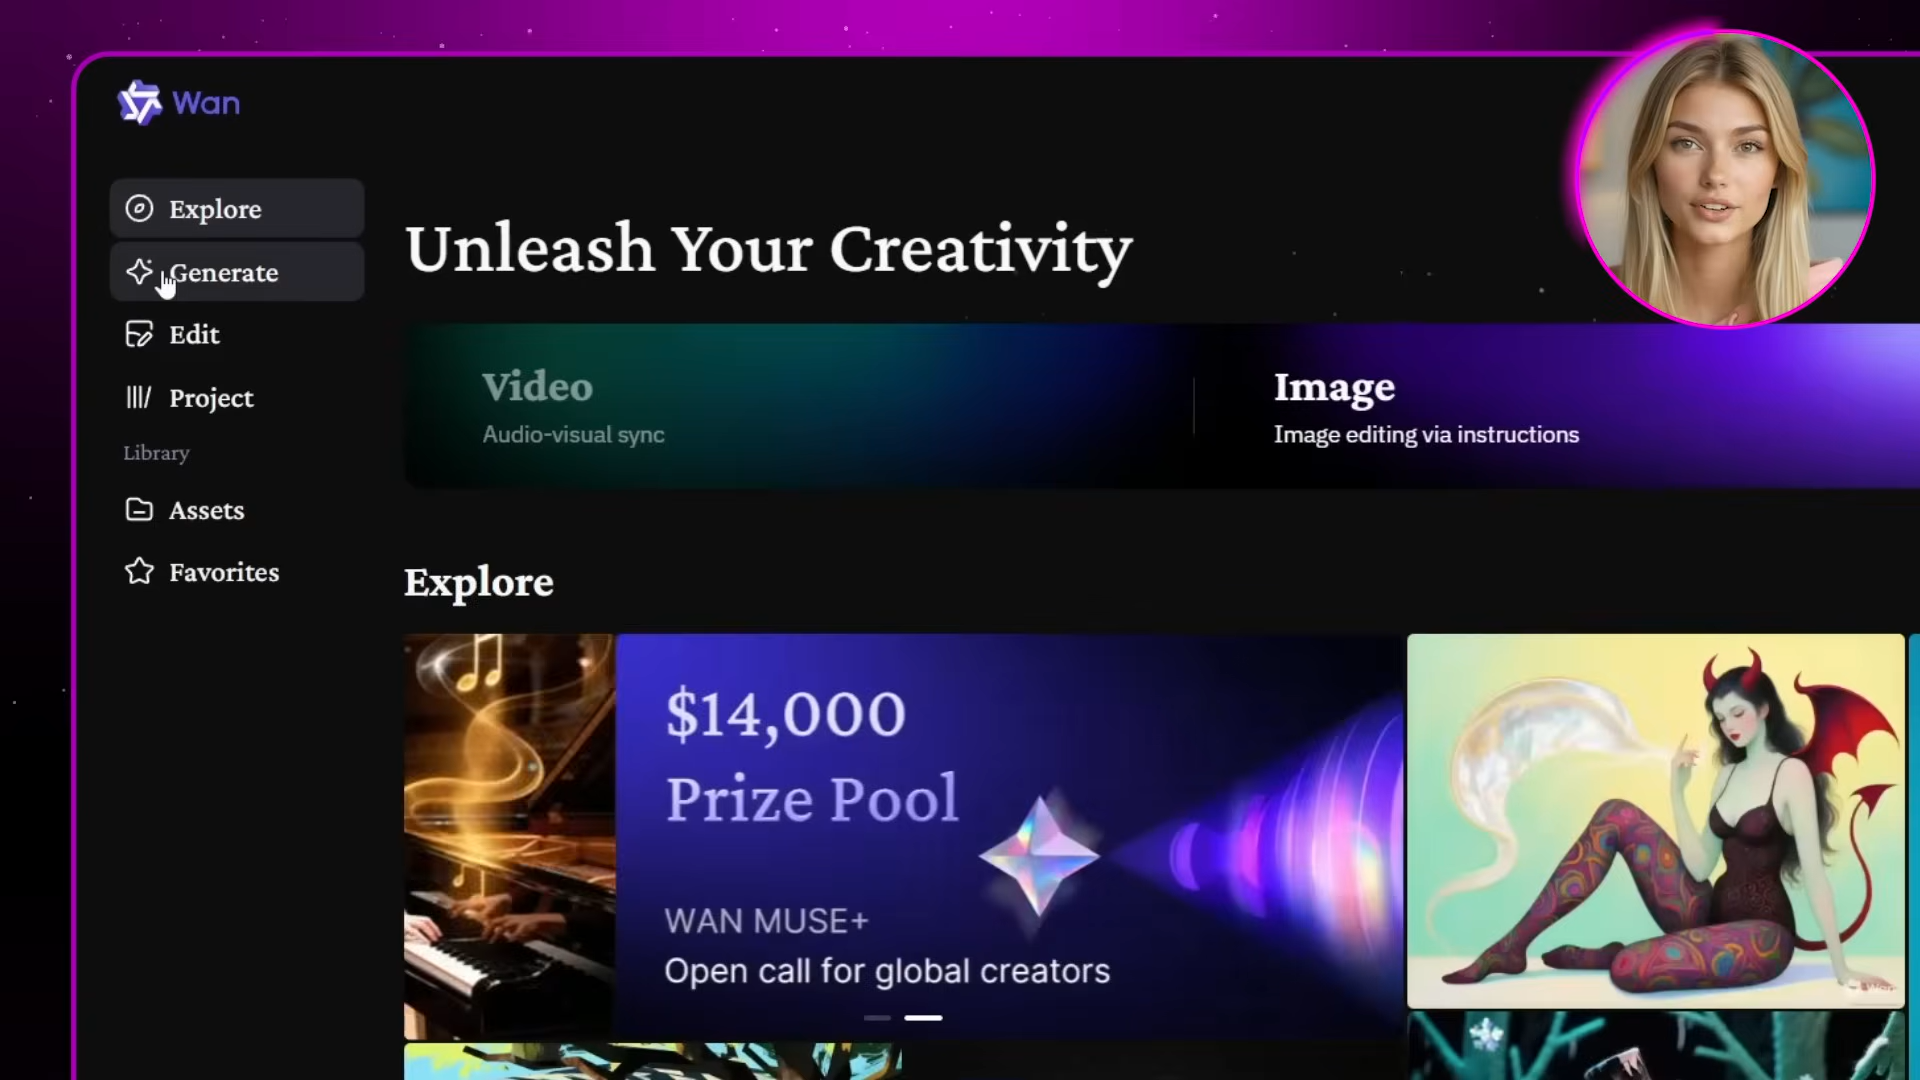 Wan
Explore
Generate
Edit
Project
Library
Assets
Favorites
Unleash Your Creativity
Video
Audio-visual sync
Image
Image editing via instructions
Explore
$14,000
Prize Pool
WAN MUSE+
Open call for global creators